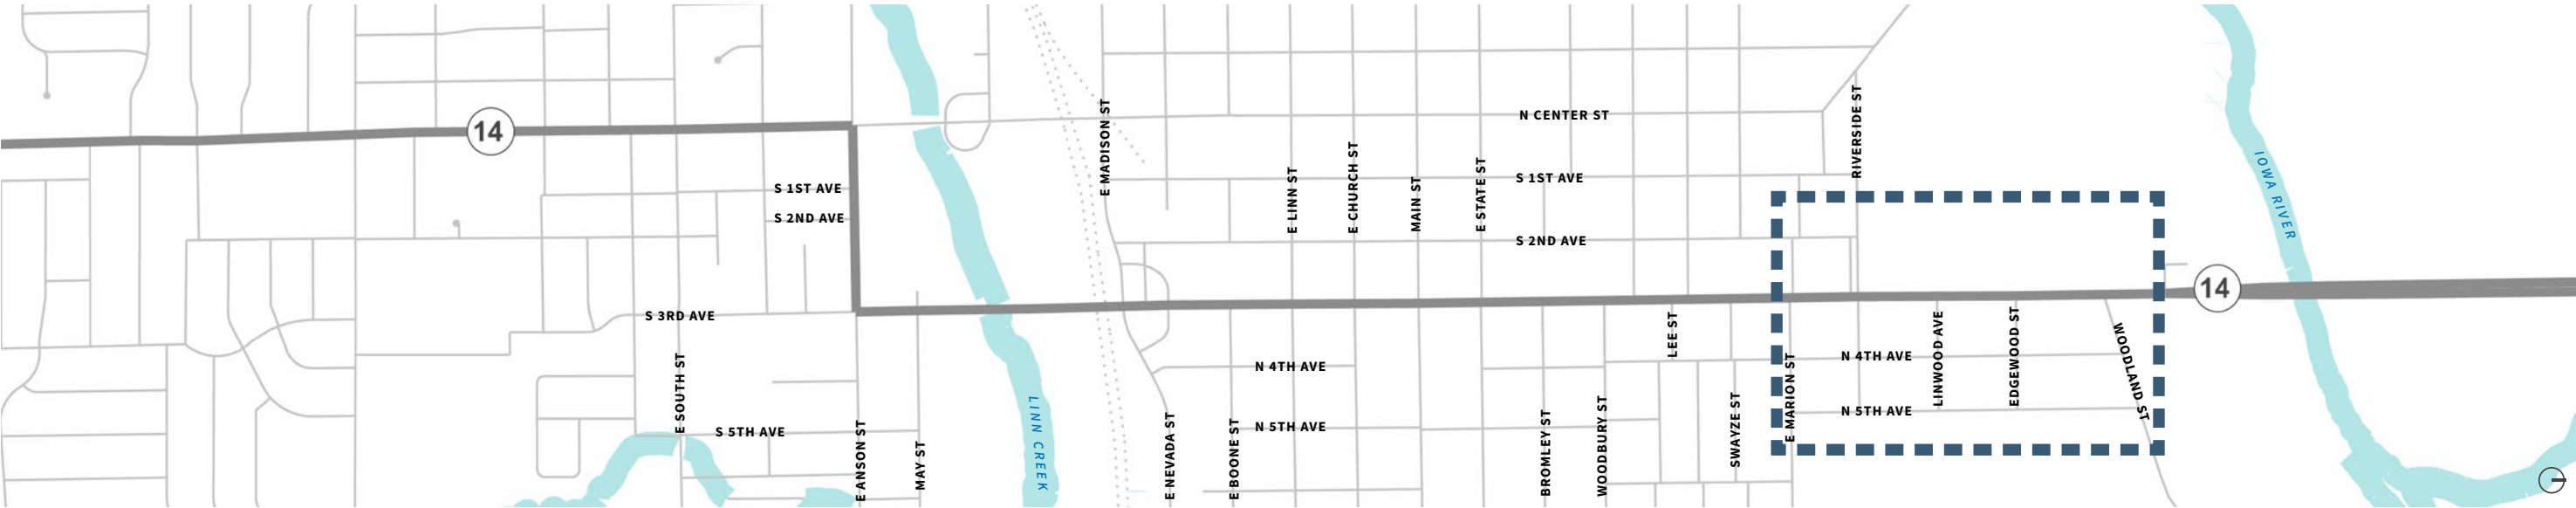 14
N CENTER ST
E MADISON ST
RIVERSIDE ST
S 1ST AVE
S 1ST AVE
E LINN ST
E CHURCH ST
MAIN ST
E STATE ST
IOWA RIVER
S 2ND AVE
S 2ND AVE
14
S 3RD AVE
LEE ST
LINWOOD AVE
EDGEWOOD ST
WOODLAND ST
N 4TH AVE
N 4TH AVE
E SOUTH ST
E MARION ST
N 5TH AVE
N 5TH AVE
S 5TH AVE
E ANSON ST
MAY ST
LINN CREEK
E NEVADA ST
E BOONE ST
BROMLEY ST
WOODBURY ST
SWAYZE ST